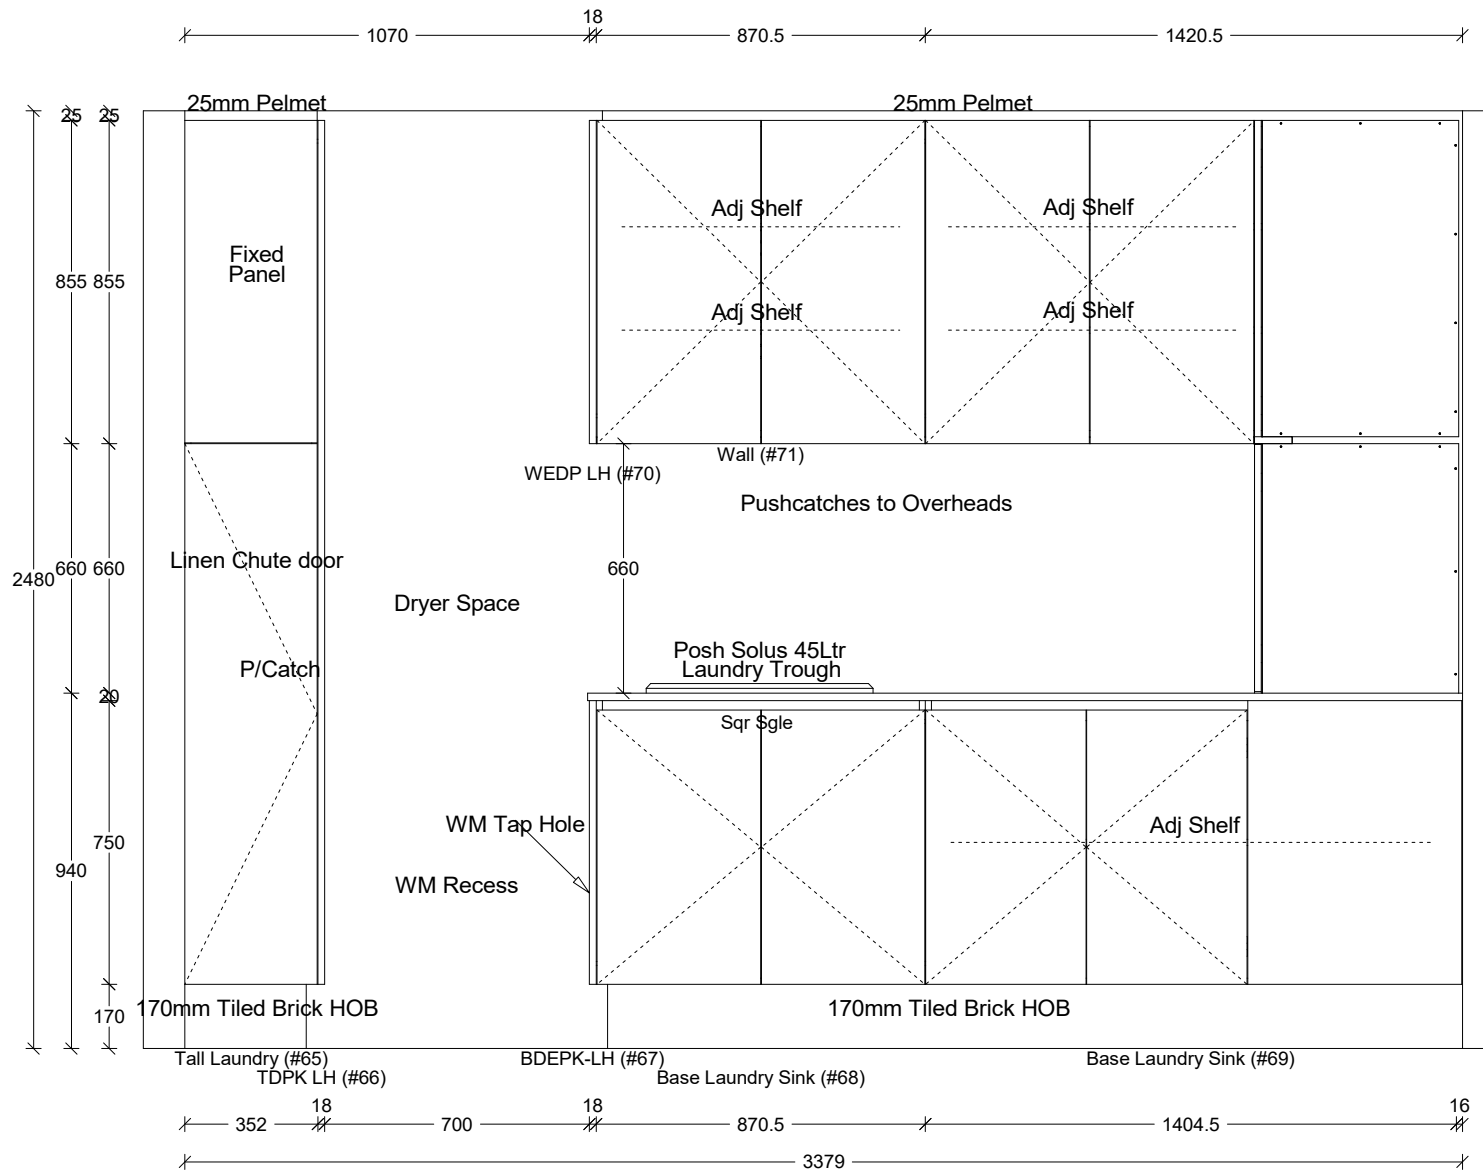 18
1070
870.5
1420.5
25mm Pelmet
25mm Pelmet
25
25
Adj Shelf
Adj Shelf
Fixed
Panel
855
855
Adj Shelf
Adj Shelf
Wall (#71)
WEDP LH (#70)
Pushcatches to Overheads
Linen Chute door
2480
660
660
660
Dryer Space
Posh Solus 45Ltr
Laundry Trough
P/Catch
20
Sqr Sgle
WM Tap Hole
Adj Shelf
750
940
WM Recess
170mm Tiled Brick HOB
170mm Tiled Brick HOB
170
Tall Laundry (#65)
BDEPK-LH (#67)
Base Laundry Sink (#69)
TDPK LH (#66)
Base Laundry Sink (#68)
18
18
16
352
700
870.5
1404.5
3379